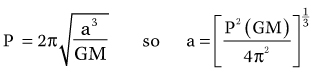 P = 2π√(a³/GM) so a = [P² (GM)/4π²]^(1/3)